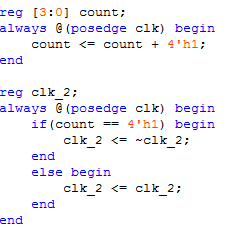 reg [3:0] count;
always @(posedge clk) begin
    count <= count + 4'h1;
end

reg clk_2;
always @(posedge clk) begin
    if(count == 4'h1) begin
        clk_2 <= ~clk_2;
    end
    else begin
        clk_2 <= clk_2;
    end
end